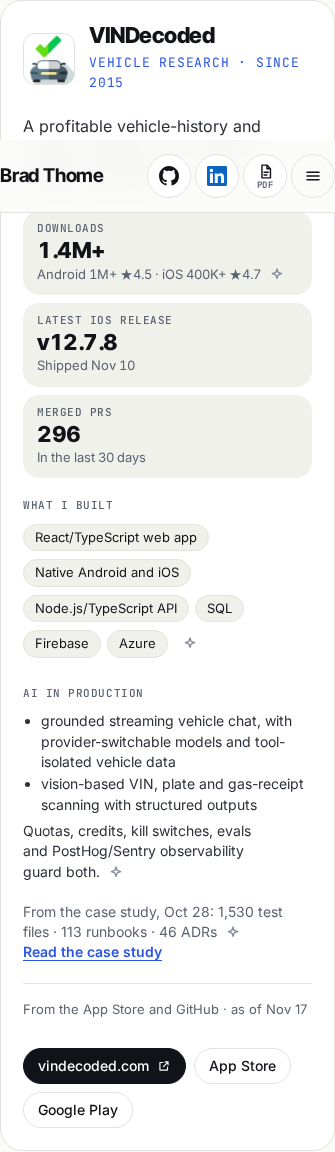 VINDecoded
VEHICLE RESEARCH · SINCE
2015
A profitable vehicle-history and
Brad Thome
PDF
DOWNLOADS
1.4M+
Android 1M+ ★4.5 · iOS 400K+ ★4.7
LATEST IOS RELEASE
v12.7.8
Shipped Nov 10
MERGED PRS
296
In the last 30 days
WHAT I BUILT
React/TypeScript web app
Native Android and iOS
Node.js/TypeScript API SQL
Firebase Azure
AI IN PRODUCTION
• grounded streaming vehicle chat, with
provider-switchable models and tool-
isolated vehicle data
• vision-based VIN, plate and gas-receipt
scanning with structured outputs
Quotas, credits, kill switches, evals
and PostHog/Sentry observability
guard both.
From the case study, Oct 28: 1,530 test
files · 113 runbooks · 46 ADRs
Read the case study
From the App Store and GitHub · as of Nov 17
vindecoded.com App Store
Google Play